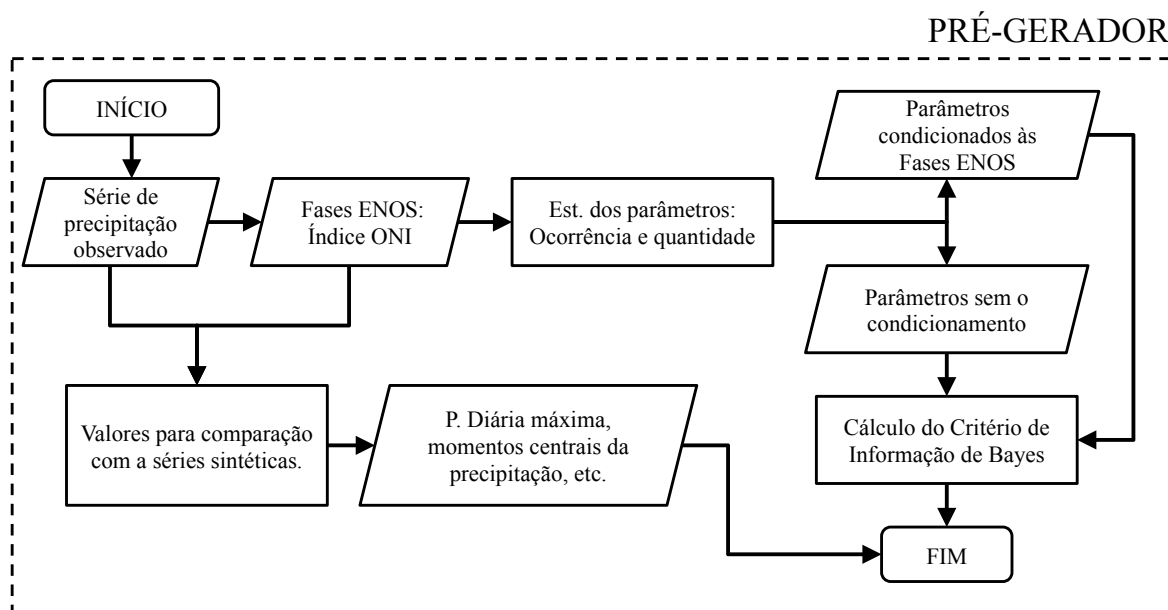 PRÉ-GERADOR
INÍCIO
Série de
precipitação
observado
Fases ENOS:
Índice ONI
Est. dos parâmetros:
Ocorrência e quantidade
Parâmetros
condicionados às
Fases ENOS
Parâmetros sem o
condicionamento
Valores para comparação
com a séries sintéticas.
P. Diária máxima,
momentos centrais da
precipitação, etc.
Cálculo do Critério de
Informação de Bayes
FIM